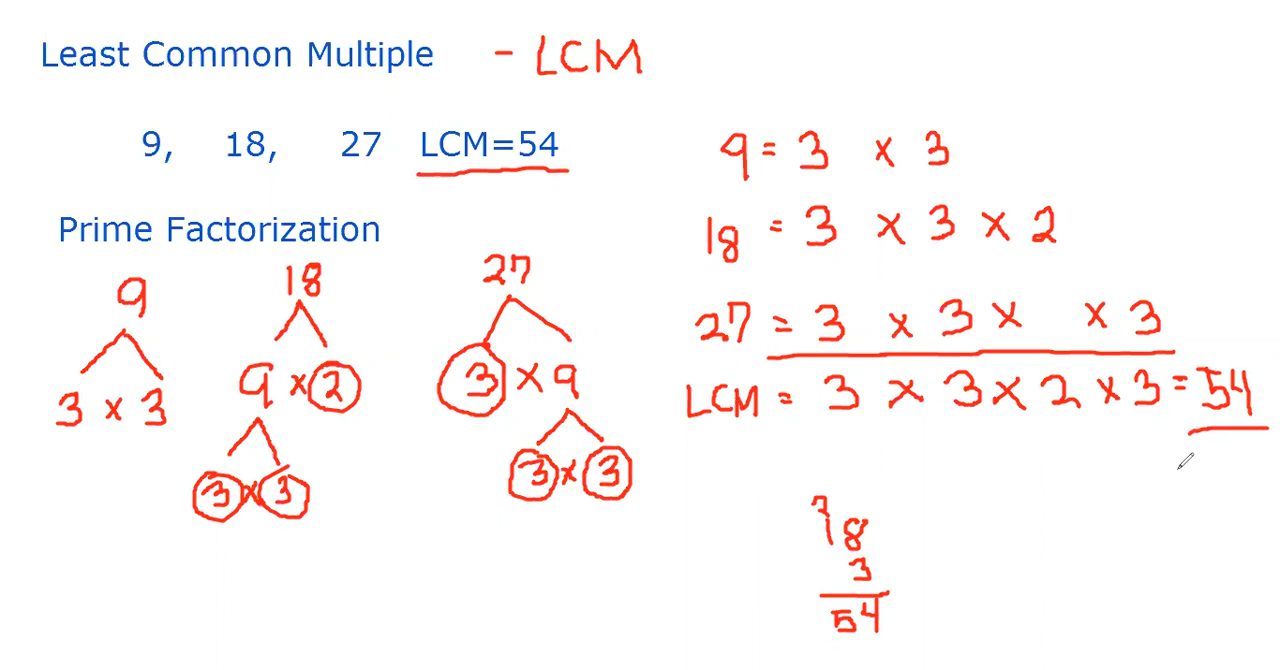 Least Common Multiple - LCM
9, 18, 27 LCM=54
Prime Factorization
9
3 x 3
18
9 x 2
3 x 3
27
3 x 9
3 x 3
9 = 3 x 3
18 = 3 x 3 x 2
27 = 3 x 3 x x 3
LCM = 3 x 3 x 2 x 3 = 54
2
18
3
54